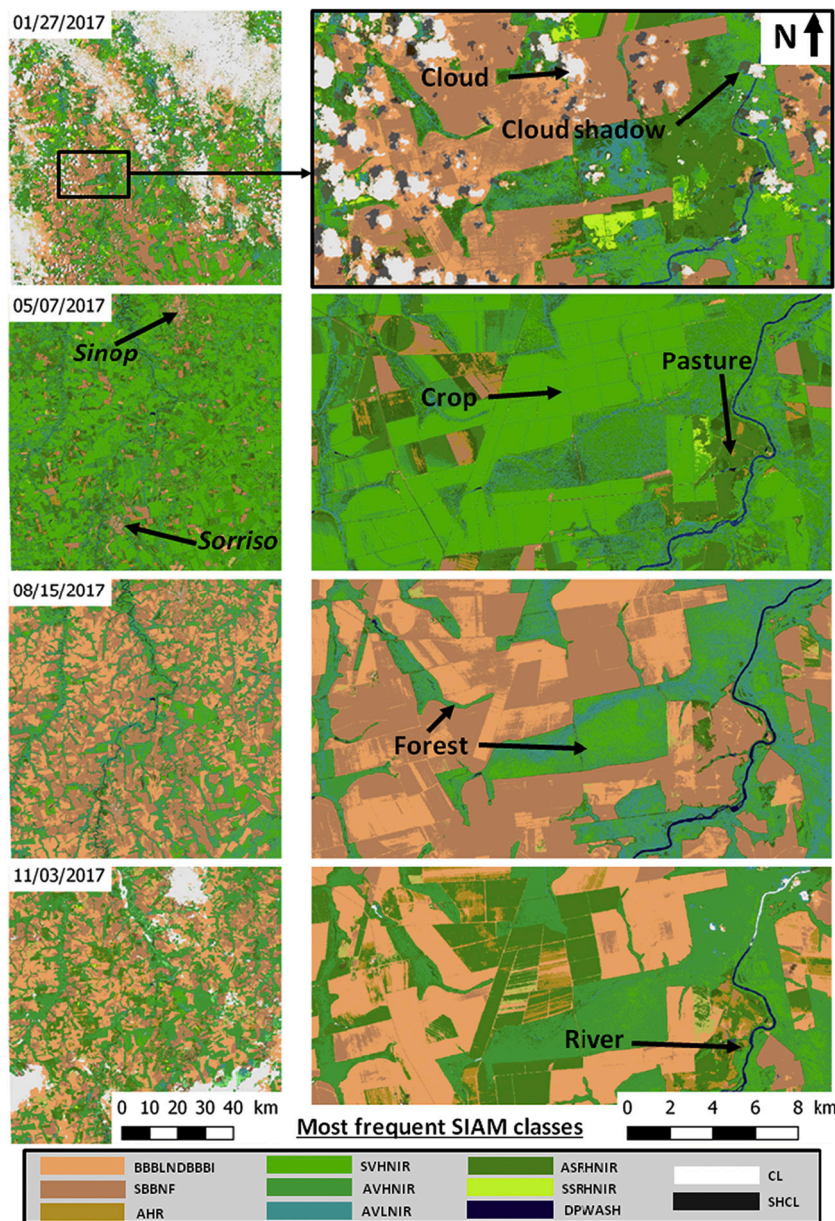 01/27/2017
N
Cloud
Cloud shadow
05/07/2017
Sinop
Sorriso
Crop
Pasture
08/15/2017
Forest
11/03/2017
River
0 10 20 30 40 km
0 2 4 6 8 km
Most frequent SIAM classes
BBBLNDBBBI SVHNIR ASRHNIR CL
SBBNF AVHNIR SSRHNIR SHCL
AHR AVLNIR DPWASH